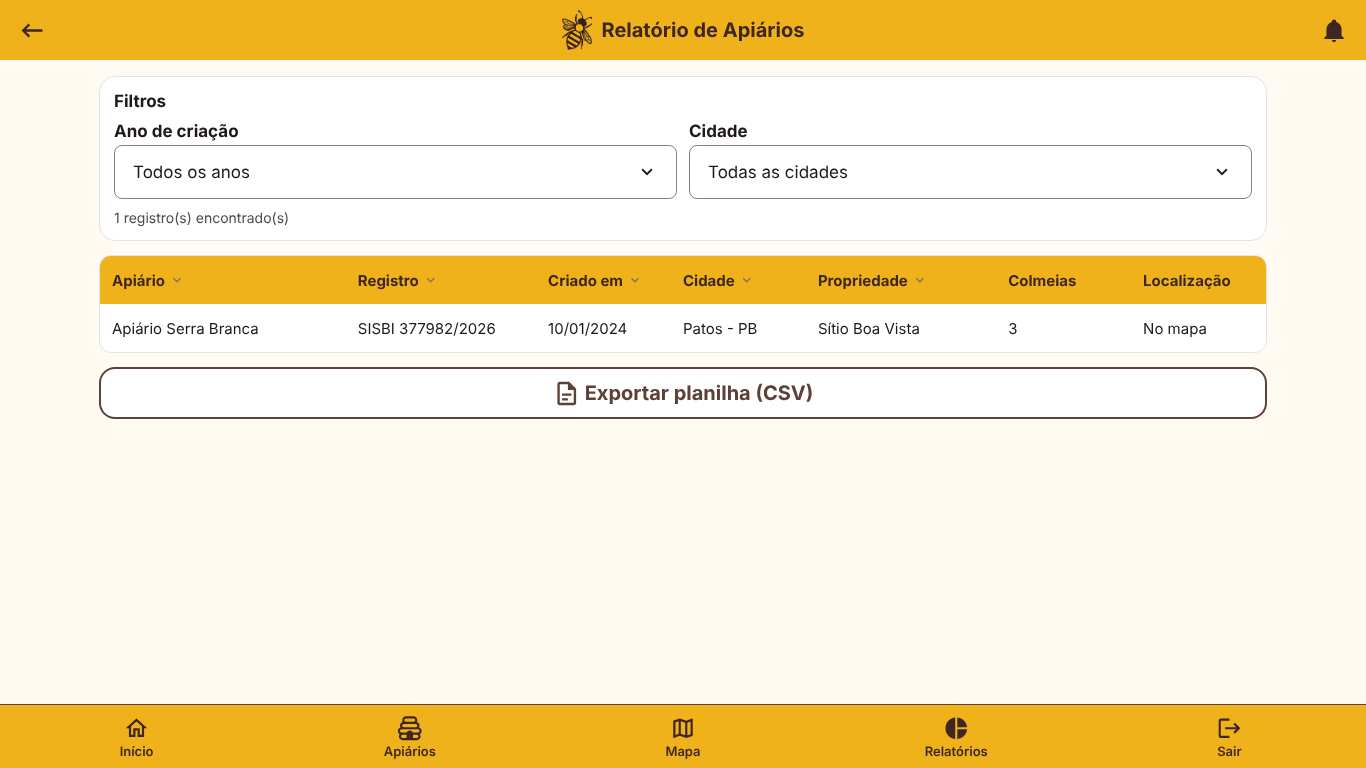 Relatório de Apiários
Filtros
Ano de criação Cidade
Todos os anos Todas as cidades
1 registro(s) encontrado(s)
Apiário Registro Criado em Cidade Propriedade Colmeias Localização
Apiário Serra Branca SISBI 377982/2026 10/01/2024 Patos - PB Sítio Boa Vista 3 No mapa
Exportar planilha (CSV)
Início Apiários Mapa Relatórios Sair